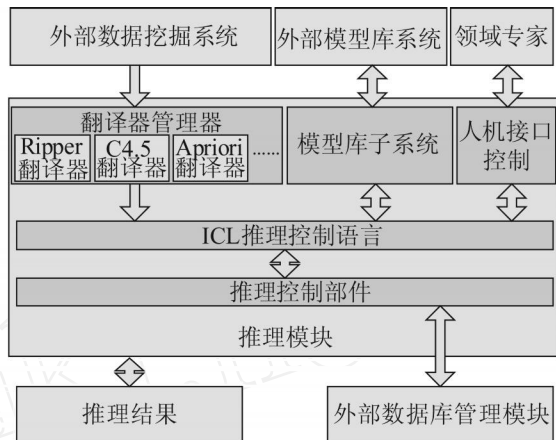 外部数据挖掘系统
外部模型库系统
领域专家
翻译器管理器
Ripper
翻译器
C4.5
翻译器
Apriori
翻译器
......
模型库子系统
人机接口
控制
ICL推理控制语言
推理控制部件
推理模块
推理结果
外部数据库管理模块